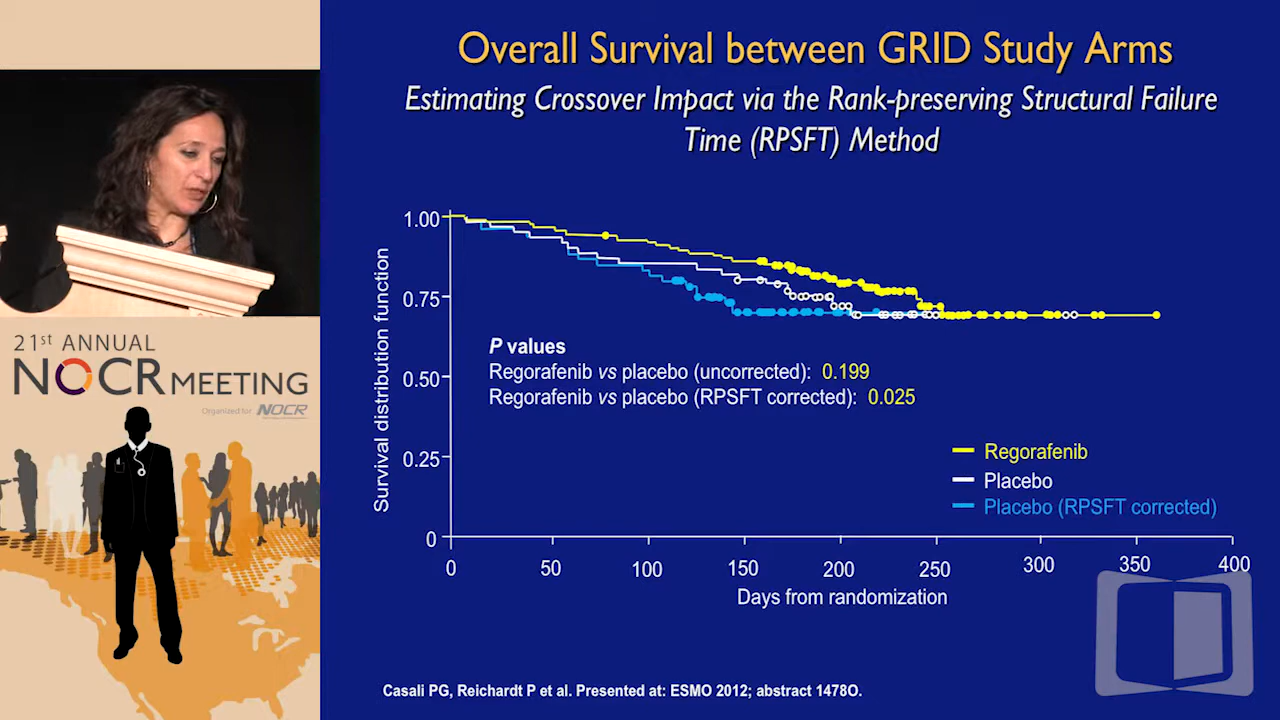 Overall Survival between GRID Study Arms
Estimating Crossover Impact via the Rank-preserving Structural Failure
Time (RPSFT) Method
21st ANNUAL
NOCR MEETING
Organized for NOCR
Survival distribution function
1.00
0.75
0.50
0.25
0
P values
Regorafenib vs placebo (uncorrected): 0.199
Regorafenib vs placebo (RPSFT corrected): 0.025
Regorafenib
Placebo
Placebo (RPSFT corrected)
0 50 100 150 200 250 300 350 400
Days from randomization
Casali PG, Reichardt P et al. Presented at: ESMO 2012; abstract 1478O.